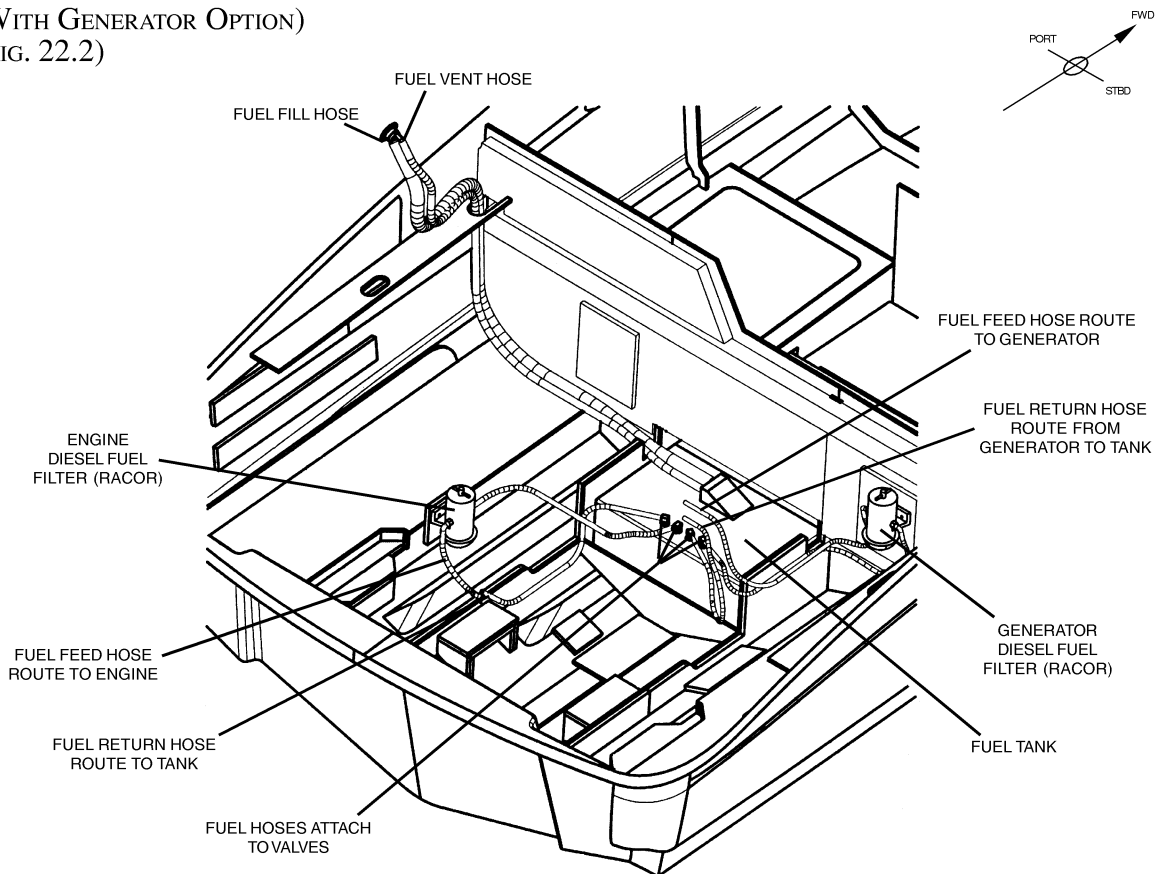 (WITH GENERATOR OPTION)
FIG. 22.2)
FWD
PORT
STBD
FUEL VENT HOSE
FUEL FILL HOSE
FUEL FEED HOSE ROUTE
TO GENERATOR
FUEL RETURN HOSE
ROUTE FROM
GENERATOR TO TANK
ENGINE
DIESEL FUEL
FILTER (RACOR)
GENERATOR
DIESEL FUEL
FILTER (RACOR)
FUEL FEED HOSE
ROUTE TO ENGINE
FUEL RETURN HOSE
ROUTE TO TANK
FUEL TANK
FUEL HOSES ATTACH
TO VALVES